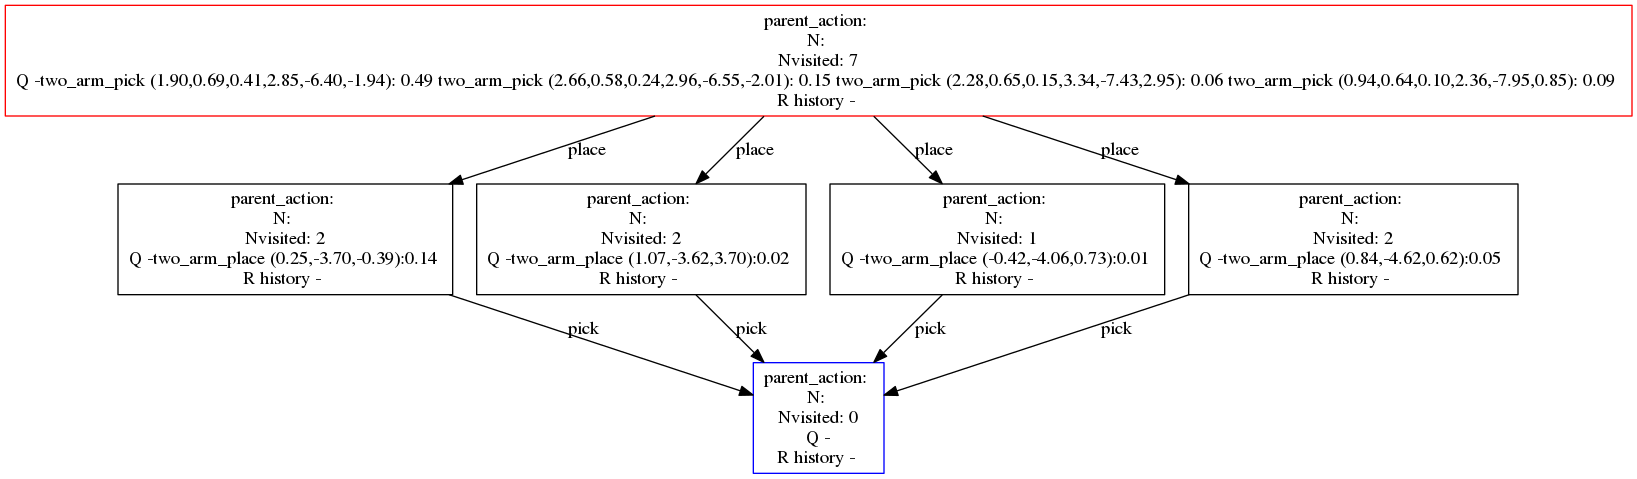 parent_action:
N:
Nvisited: 7
Q -two_arm_pick (1.90,0.69,0.41,2.85,-6.40,-1.94): 0.49 two_arm_pick (2.66,0.58,0.24,2.96,-6.55,-2.01): 0.15 two_arm_pick (2.28,0.65,0.15,3.34,-7.43,2.95): 0.06 two_arm_pick (0.94,0.64,0.10,2.36,-7.95,0.85): 0.09
R history -
place
place
place
place
parent_action:
N:
Nvisited: 2
Q -two_arm_place (0.25,-3.70,-0.39):0.14
R history -
parent_action:
N:
Nvisited: 2
Q -two_arm_place (1.07,-3.62,3.70):0.02
R history -
parent_action:
N:
Nvisited: 1
Q -two_arm_place (-0.42,-4.06,0.73):0.01
R history -
parent_action:
N:
Nvisited: 2
Q -two_arm_place (0.84,-4.62,0.62):0.05
R history -
pick
pick
pick
pick
parent_action:
N:
Nvisited: 0
Q -
R history -